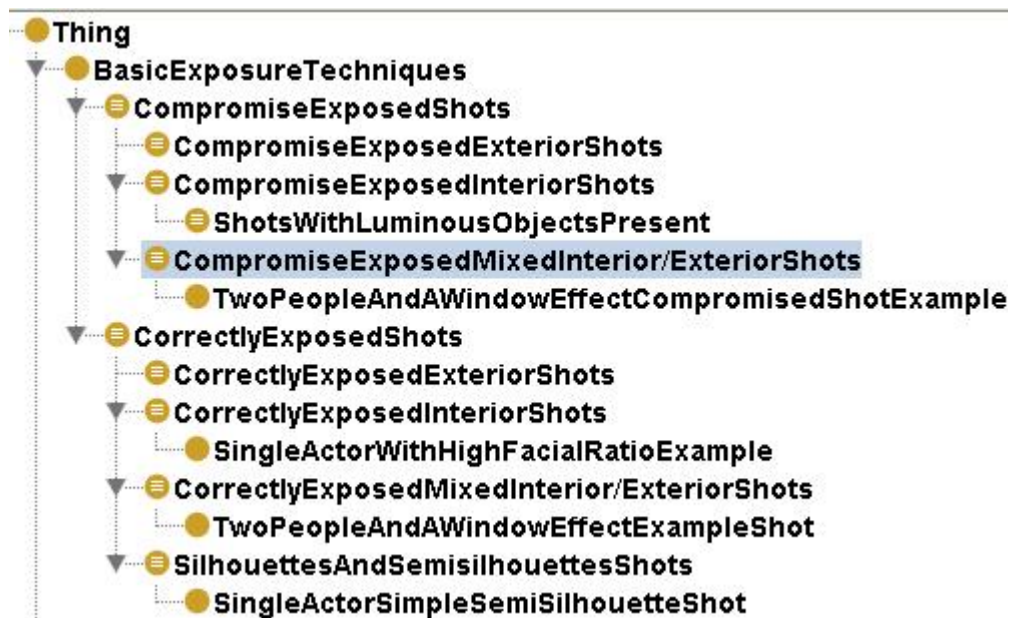 Thing
BasicExposureTechniques
CompromiseExposedShots
CompromiseExposedExteriorShots
CompromiseExposedInteriorShots
ShotsWithLuminousObjectsPresent
CompromiseExposedMixedInterior/ExteriorShots
TwoPeopleAndAWindowEffectCompromisedShotExample
CorrectlyExposedShots
CorrectlyExposedExteriorShots
CorrectlyExposedInteriorShots
SingleActorWithHighFacialRatioExample
CorrectlyExposedMixedInterior/ExteriorShots
TwoPeopleAndAWindowEffectExampleShot
SilhouettesAndSemisilhouettesShots
SingleActorSimpleSemiSilhouetteShot